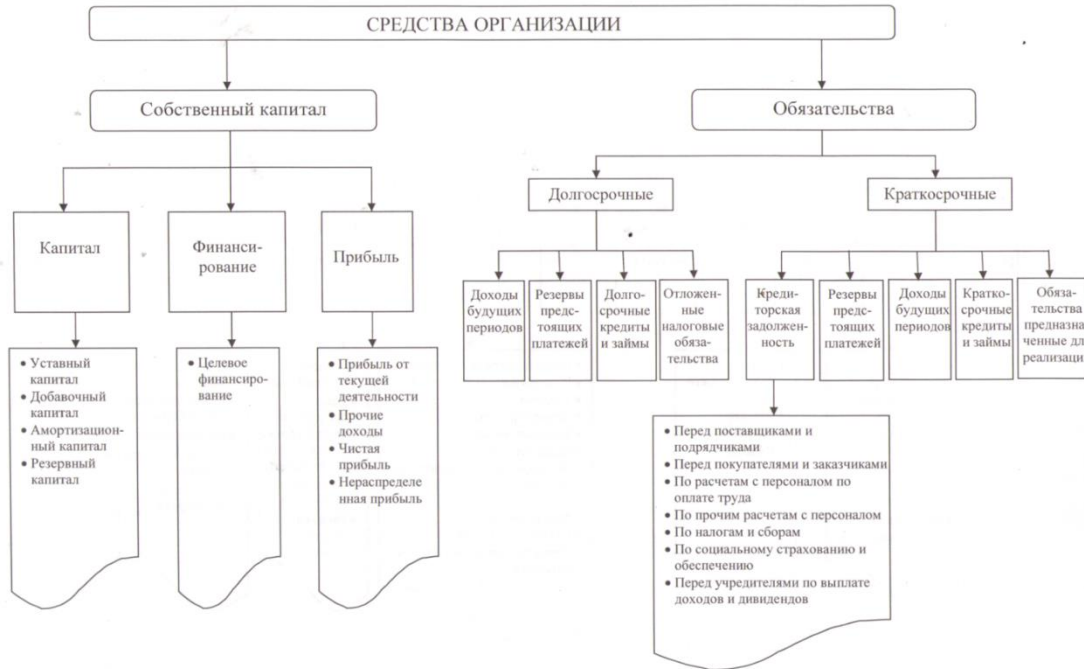 СРЕДСТВА ОРГАНИЗАЦИИ
Собственный капитал
Обязательства
Долгосрочные
Краткосрочные
Капитал
Финанси-
рование
Прибыль
Доходы
будущих
периодов
Резервы
предс-
тоящих
платежей
Долго-
срочные
кредиты
и займы
Отложен-
ные
налоговые
обяза-
тельства
Креди-
торская
задолжен-
ность
Резервы
предс-
тоящих
платежей
Доходы
будущих
периодов
Кратко-
срочные
кредиты
и займы
Обяза-
тельства
предназна
ченные дл
реализаци
• Уставный
капитал
• Добавочный
капитал
• Амортизацион-
ный капитал
• Резервный
капитал
• Целевое
финансиро-
вание
• Прибыль от
текущей
деятельности
• Прочие
доходы
• Чистая
прибыль
• Нераспределе
нная прибыль
• Перед поставщиками и
подрядчиками
• Перед покупателями и заказчиками
• По расчетам с персоналом по
оплате труда
• По прочим расчетам с персоналом
• По налогам и сборам
• По социальному страхованию и
обеспечению
• Перед учредителями по выплате
доходов и дивидендов